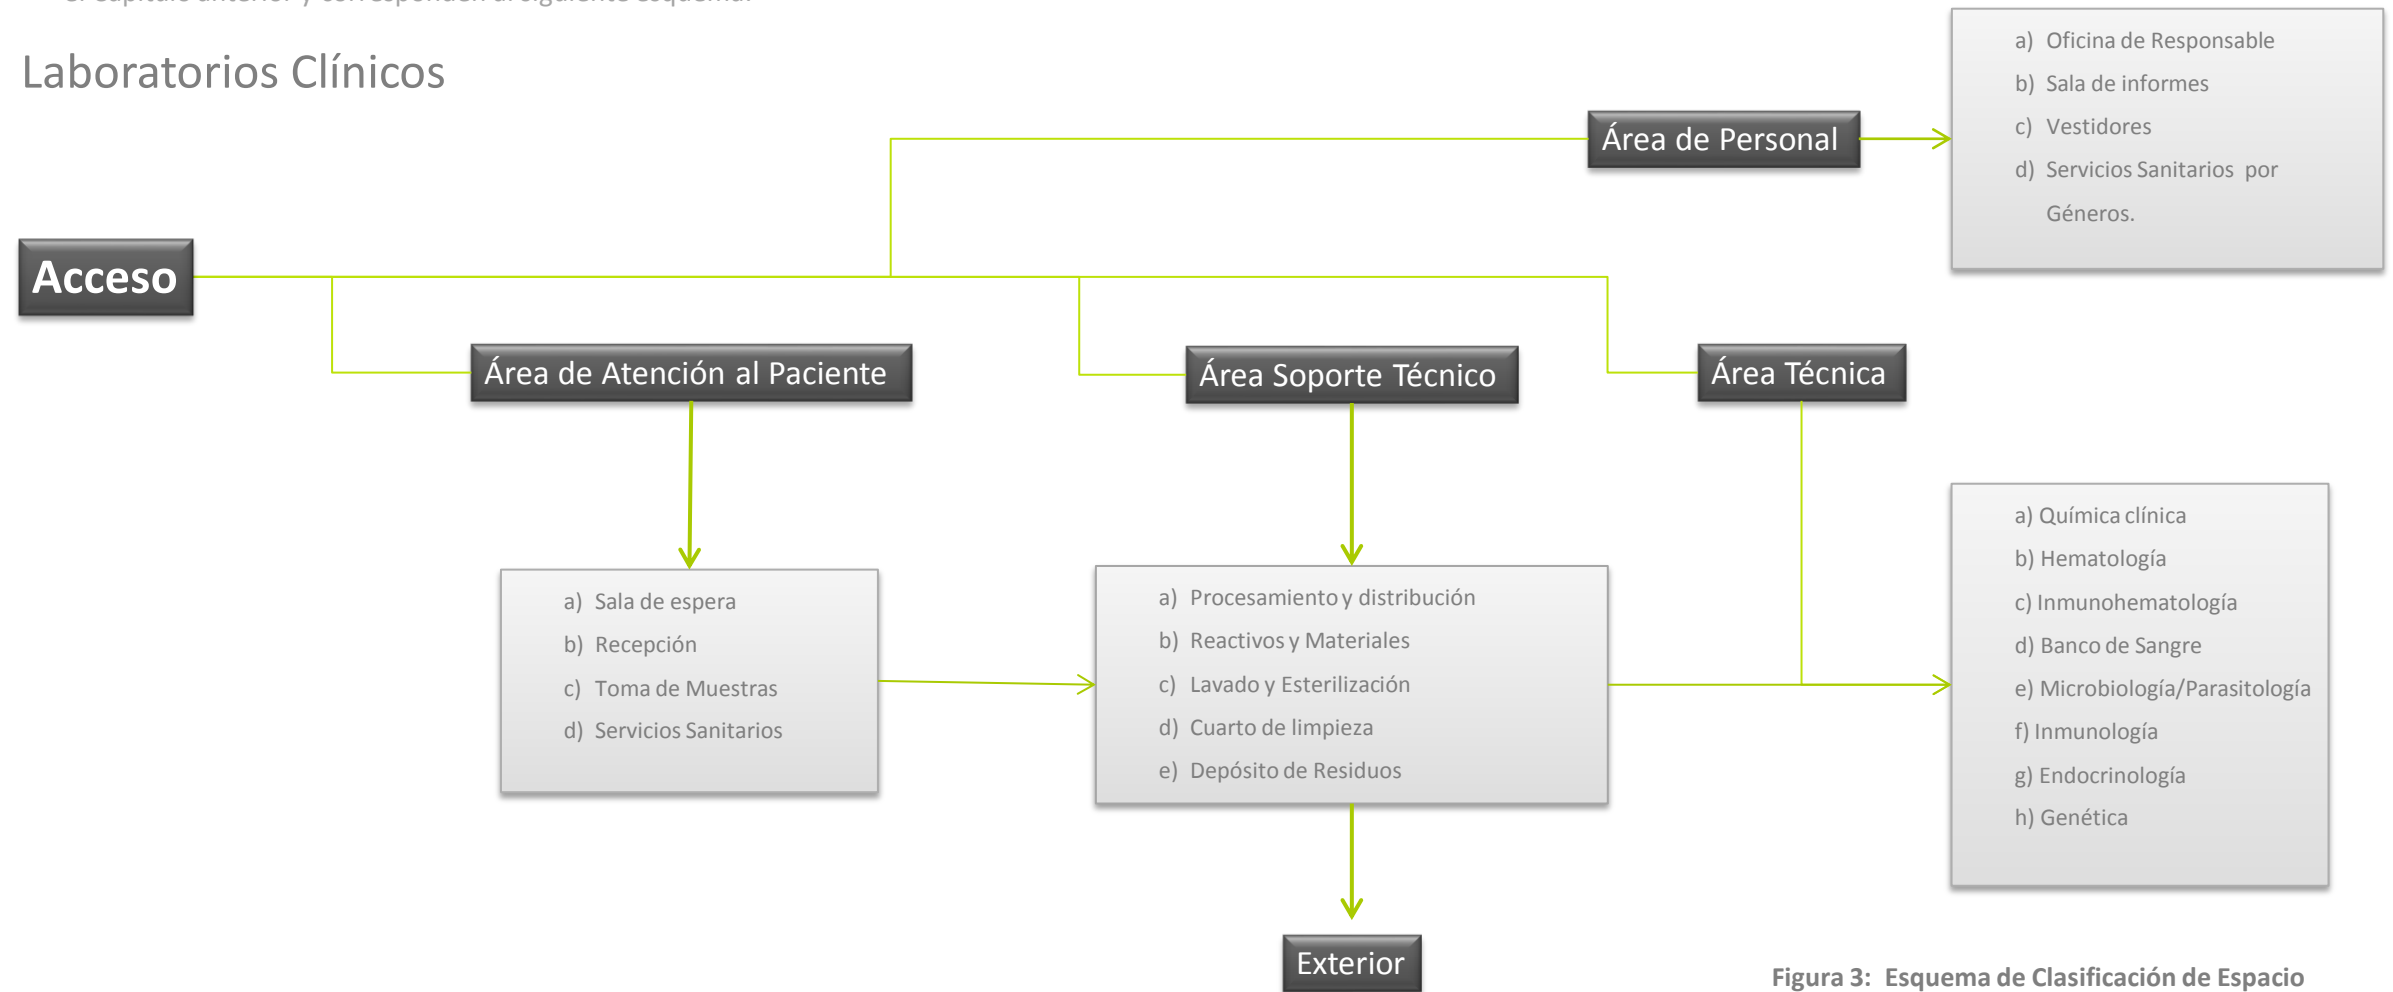 Laboratorios Clínicos
a) Oficina de Responsable
b) Sala de informes
c) Vestidores
d) Servicios Sanitarios por
Géneros.
Área de Personal
Acceso
Área de Atención al Paciente
Área Soporte Técnico
Área Técnica
a) Sala de espera
b) Recepción
c) Toma de Muestras
d) Servicios Sanitarios
a) Procesamiento y distribución
b) Reactivos y Materiales
c) Lavado y Esterilización
d) Cuarto de limpieza
e) Depósito de Residuos
a) Química clínica
b) Hematología
c) Inmunohematología
d) Banco de Sangre
e) Microbiología/Parasitología
f) Inmunología
g) Endocrinología
h) Genética
Exterior
Figura 3: Esquema de Clasificación de Espacio